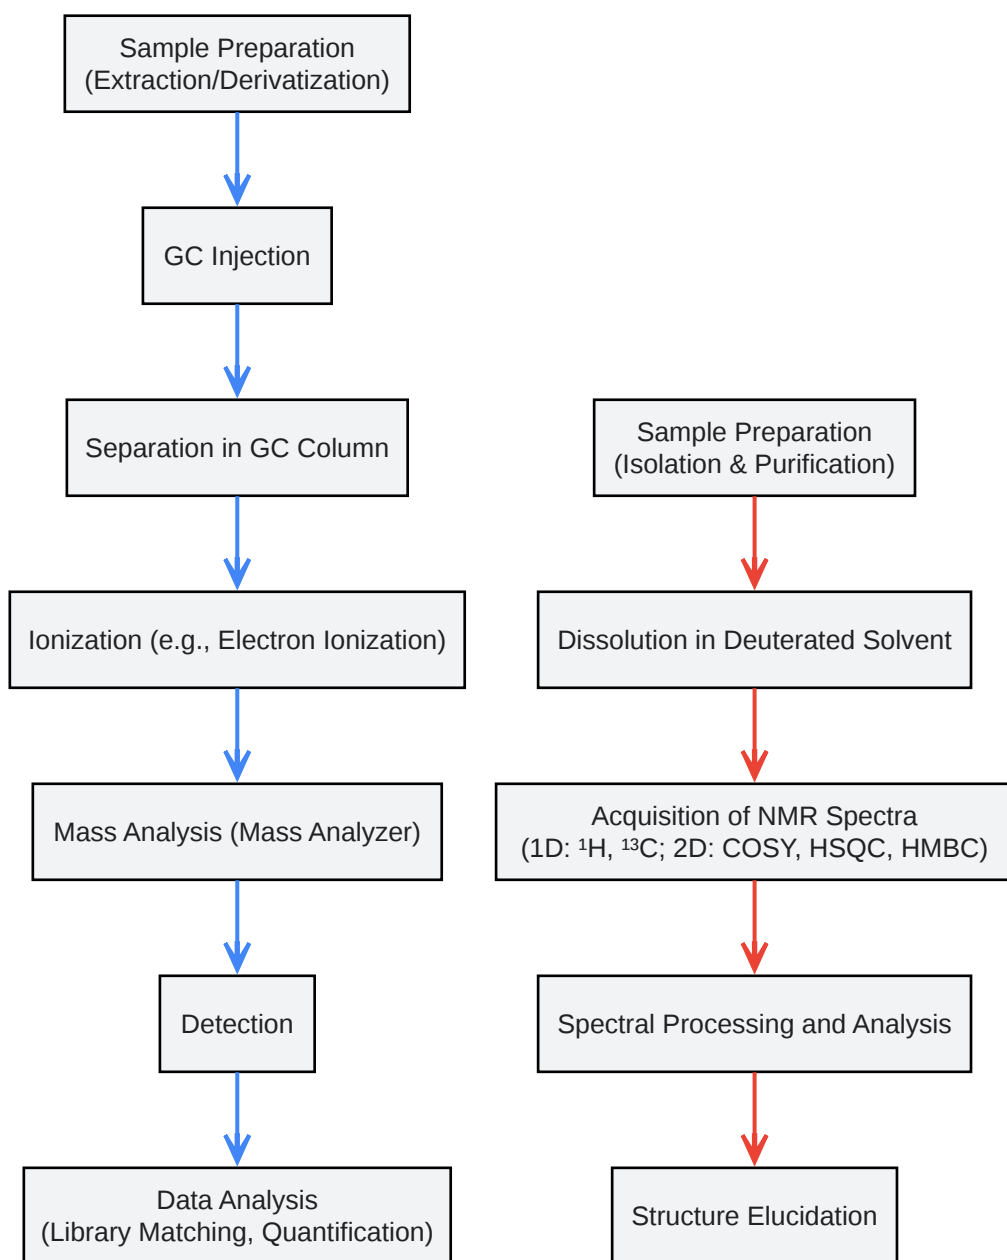 Sample Preparation
(Extraction/Derivatization)
GC Injection
Separation in GC Column
Ionization (e.g., Electron Ionization)
Mass Analysis (Mass Analyzer)
Detection
Data Analysis
(Library Matching, Quantification)
Sample Preparation
(Isolation & Purification)
Dissolution in Deuterated Solvent
Acquisition of NMR Spectra
(1D: ¹H, ¹³C; 2D: COSY, HSQC, HMBC)
Spectral Processing and Analysis
Structure Elucidation